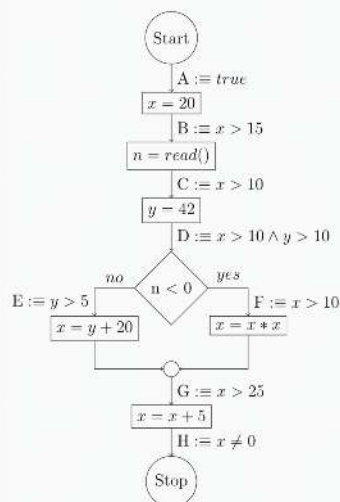 Start
A :≡ true
x = 20
B :≡ x > 15
n = read()
C :≡ x > 10
y = 42
D :≡ x > 10 ∧ y > 10
no
n < 0
yes
E :≡ y > 5
F :≡ x > 10
x = y + 20
x = x ∗ x
G :≡ x > 25
x = x + 5
H :≡ x ≠ 0
Stop